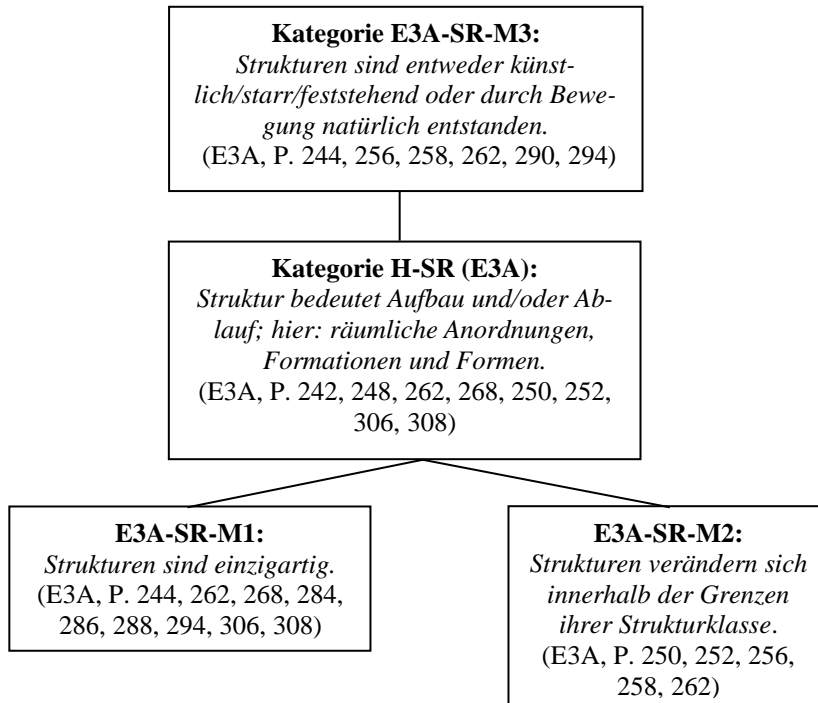 Kategorie E3A-SR-M3:
Strukturen sind entweder künst-
lich/starr/feststehend oder durch Bewe-
gung natürlich entstanden.
(E3A, P. 244, 256, 258, 262, 290, 294)
Kategorie H-SR (E3A):
Struktur bedeutet Aufbau und/oder Ab-
lauf; hier: räumliche Anordnungen,
Formationen und Formen.
(E3A, P. 242, 248, 262, 268, 250, 252,
306, 308)
E3A-SR-M1:
Strukturen sind einzigartig.
(E3A, P. 244, 262, 268, 284,
286, 288, 294, 306, 308)
E3A-SR-M2:
Strukturen verändern sich
innerhalb der Grenzen
ihrer Strukturklasse.
(E3A, P. 250, 252, 256,
258, 262)